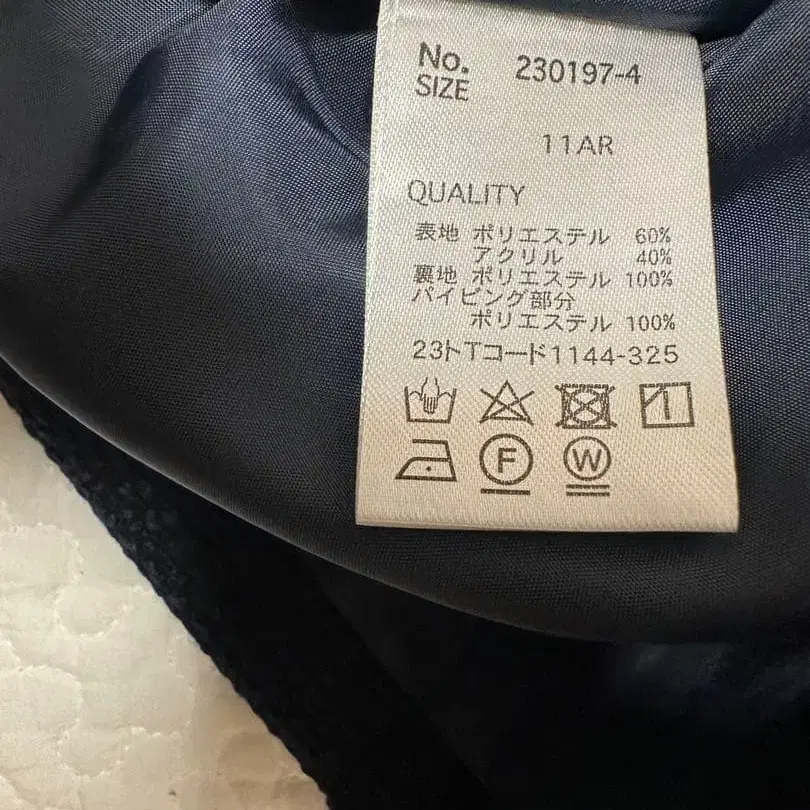 No. 230197-4
SIZE
11AR
QUALITY
表地 ポリエステル 60%
アクリル 40%
裏地 ポリエステル 100%
パイピング部分
ポリエステル 100%
23トTコード1144-325
F W